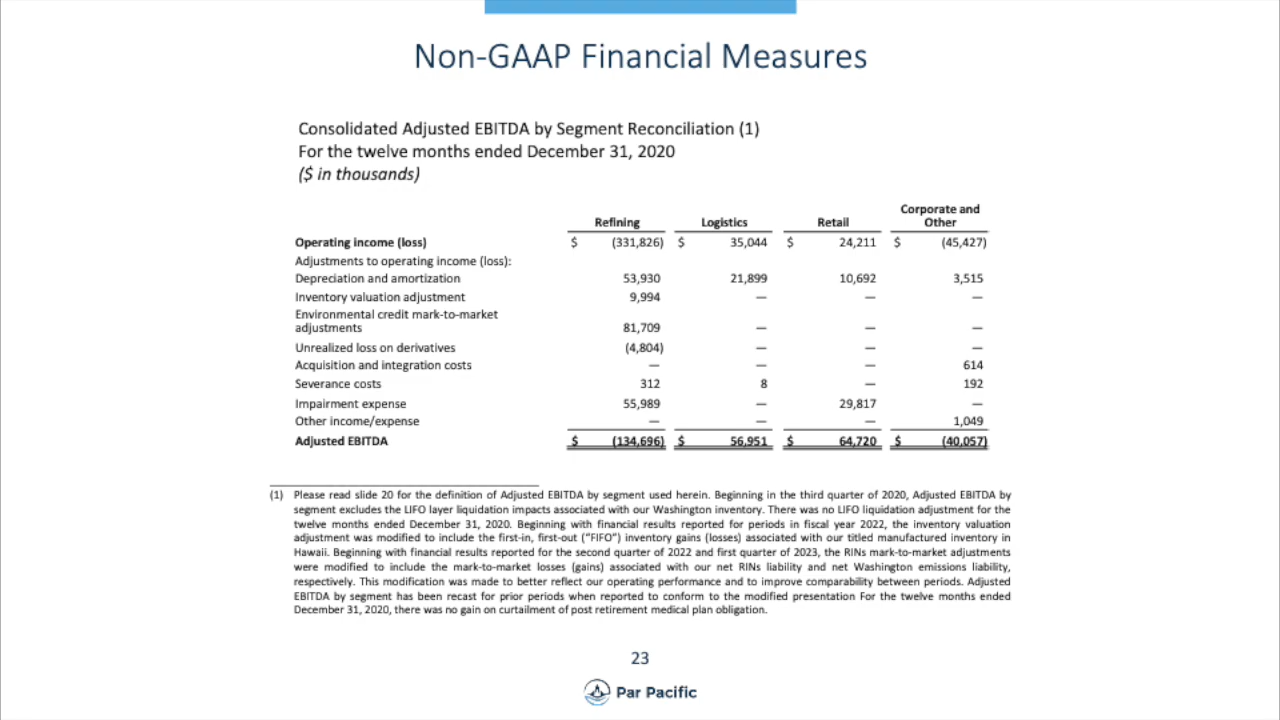 Non-GAAP Financial Measures
Consolidated Adjusted EBITDA by Segment Reconciliation (1)
For the twelve months ended December 31, 2020
($ in thousands)
Refining Logistics Retail Corporate and Other
Operating income (loss) $ (331,826) $ 35,044 $ 24,211 $ (45,427)
Adjustments to operating income (loss):
Depreciation and amortization 53,930 21,899 10,692 3,515
Inventory valuation adjustment 9,994 — — —
Environmental credit mark-to-market
adjustments 81,709 — — —
Unrealized loss on derivatives (4,804) — — —
Acquisition and integration costs — — — 614
Severance costs 312 8 — 192
Impairment expense 55,989 — 29,817 —
Other income/expense — — — 1,049
Adjusted EBITDA $ (134,696) $ 56,951 $ 64,720 $ (40,057)
(1) Please read slide 20 for the definition of Adjusted EBITDA by segment used herein. Beginning in the third quarter of 2020, Adjusted EBITDA by
segment excludes the LIFO layer liquidation impacts associated with our Washington inventory. There was no LIFO liquidation adjustment for the
twelve months ended December 31, 2020. Beginning with financial results reported for periods in fiscal year 2022, the inventory valuation
adjustment was modified to include the first-in, first-out ("FIFO") inventory gains (losses) associated with our titled manufactured inventory in
Hawaii. Beginning with financial results reported for the second quarter of 2022 and first quarter of 2023, the RINs mark-to-market adjustments
were modified to include the mark-to-market losses (gains) associated with our net RINs liability and net Washington emissions liability,
respectively. This modification was made to better reflect our operating performance and to improve comparability between periods. Adjusted
EBITDA by segment has been recast for prior periods when reported to conform to the modified presentation For the twelve months ended
December 31, 2020, there was no gain on curtailment of post retirement medical plan obligation.
23
Par Pacific